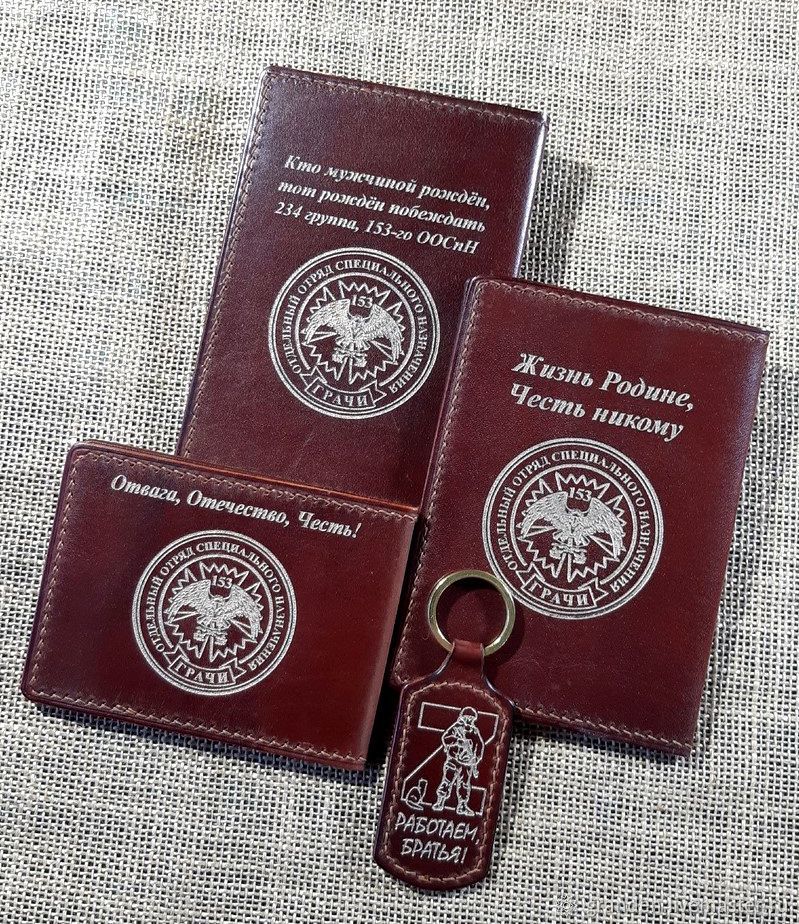 Кто мужчиной рождён,
тот рождён побеждать
234 группа, 153-го ООСпН
ОТДЕЛЬНЫЙ ОТРЯД СПЕЦИАЛЬНОГО НАЗНАЧЕНИЯ
153
ГРАЧИ
Жизнь Родине,
Честь никому
ОТДЕЛЬНЫЙ ОТРЯД СПЕЦИАЛЬНОГО НАЗНАЧЕНИЯ
153
ГРАЧИ
Отвага, Отечество, Честь!
ОТДЕЛЬНЫЙ ОТРЯД СПЕЦИАЛЬНОГО НАЗНАЧЕНИЯ
153
ГРАЧИ
Z
РАБОТАЕМ,
БРАТЬЯ!